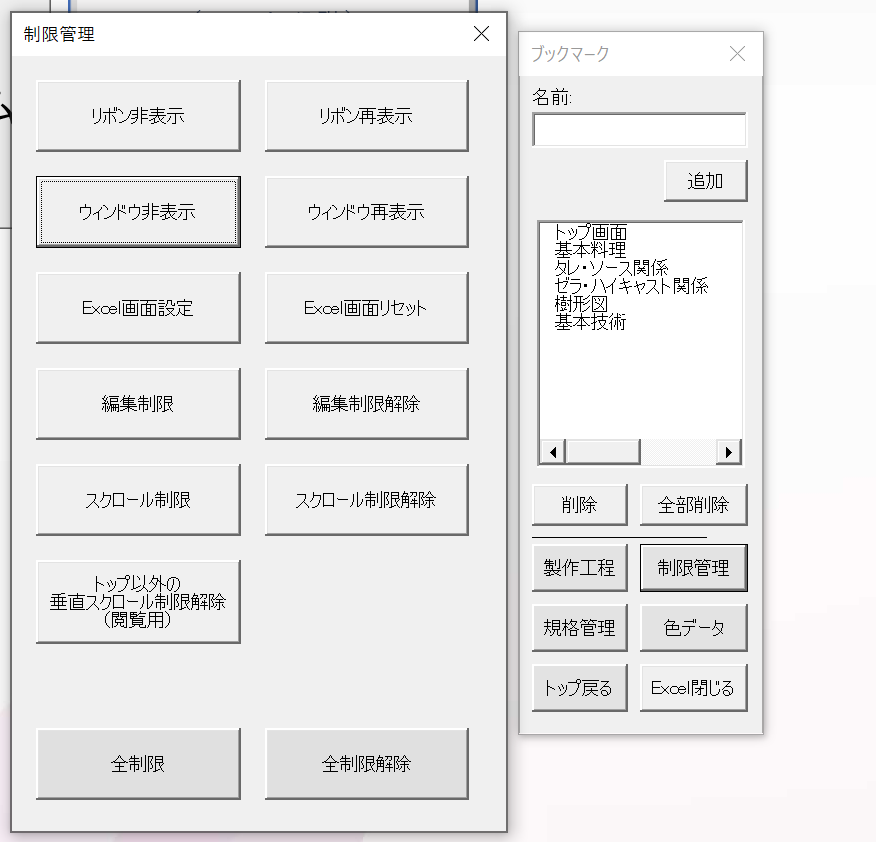 制限管理
リボン非表示
リボン再表示
ウィンドウ非表示
ウィンドウ再表示
Excel画面設定
Excel画面リセット
編集制限
編集制限解除
スクロール制限
スクロール制限解除
トップ以外の
垂直スクロール制限解除
(閲覧用)
全制限
全制限解除
ブックマーク
名前:
追加
トップ画面
基本料理
タレ・ソース関係
ゼラ・ハイキャスト関係
樹形図
基本技術
削除
全部削除
製作工程
制限管理
規格管理
色データ
トップ戻る
Excel閉じる